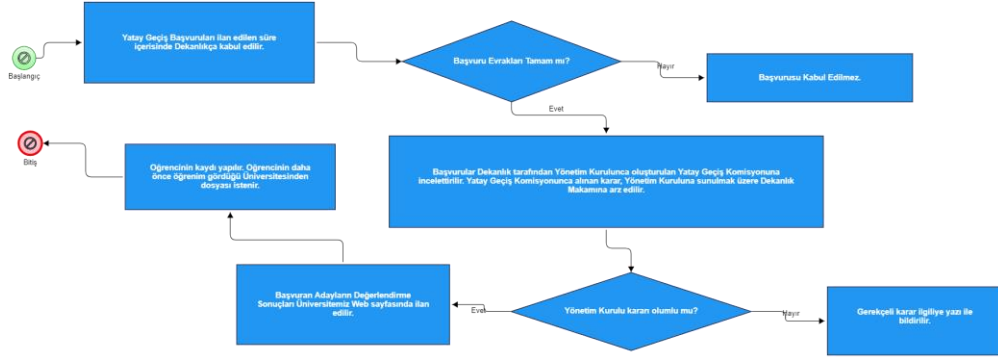 Başlangıç
Yatay Geçiş Başvuruları ilan edilen süre
içerisinde Dekanlıkça kabul edilir.
Başvuru Evrakları Tamam mı?
Hayır
Başvurusu Kabul Edilmez.
Evet
Başvurular Dekanlık tarafından Yönetim Kurulunca oluşturulan Yatay Geçiş Komisyonuna
incelettirilir. Yatay Geçiş Komisyonunca alınan karar, Yönetim Kuruluna sunulmak üzere Dekanlık
Makamına arz edilir.
Yönetim Kurulu kararı olumlu mu?
Hayır
Gerekçeli karar ilgiliye yazı ile
bildirilir.
Evet
Başvuran Adayların Değerlendirme
Sonuçları Üniversitemiz Web sayfasında ilan
edilir.
Öğrencinin kaydı yapılır. Öğrencinin daha
önce öğrenim gördüğü Üniversitesinden
dosyası istenir.
Bitiş